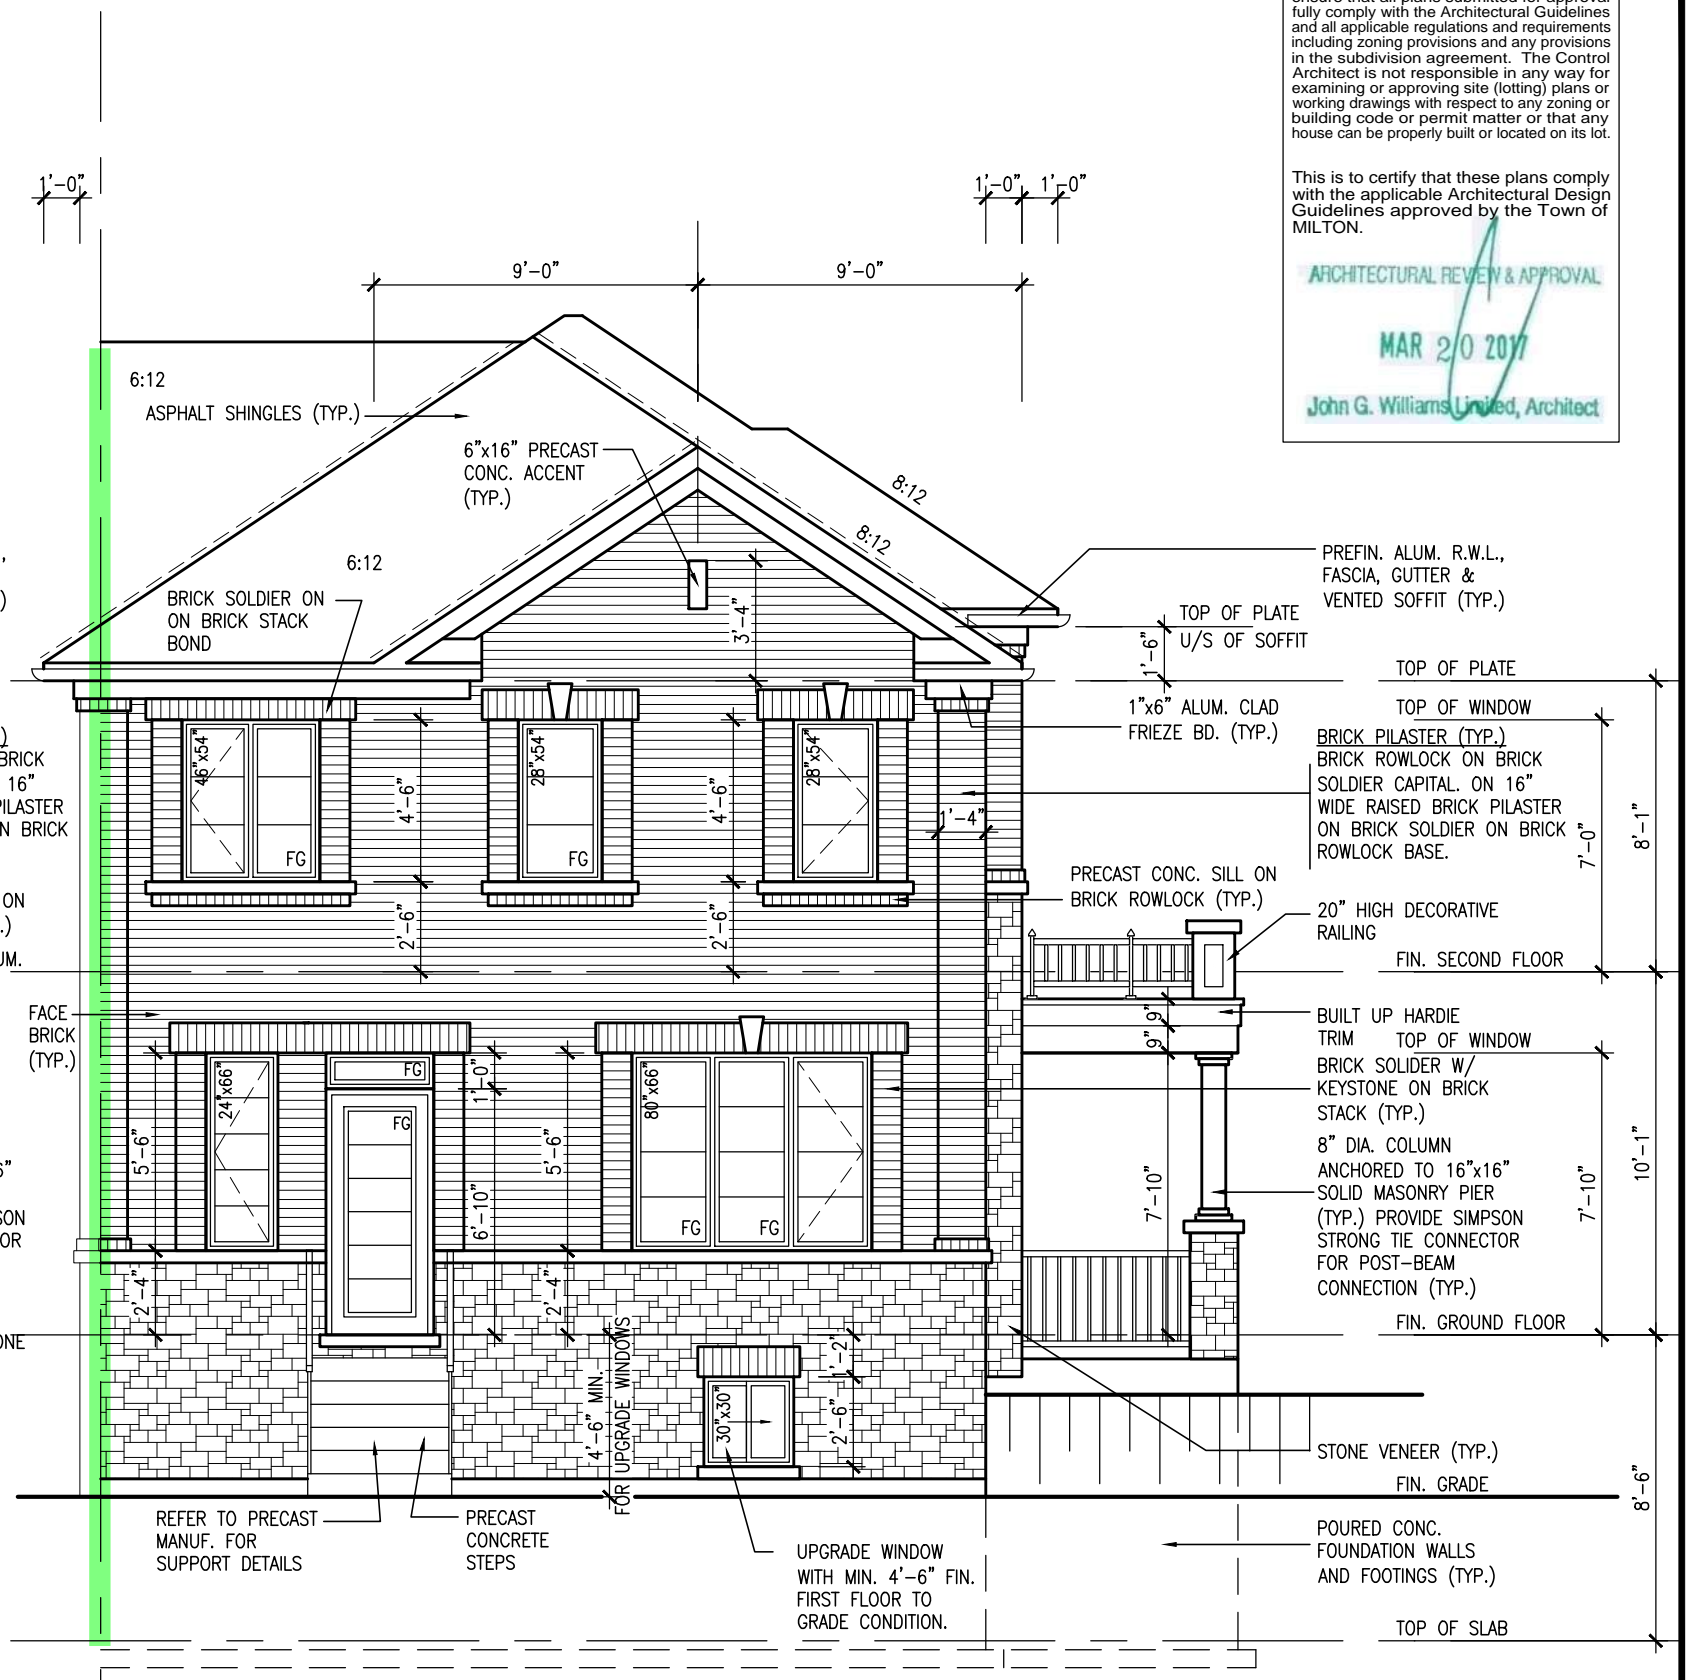 ensure that all plans submitted for approval
fully comply with the Architectural Guidelines
and all applicable regulations and requirements
including zoning provisions and any provisions
in the subdivision agreement. The Control
Architect is not responsible in any way for
examining or approving site (lotting) plans or
working drawings with respect to any zoning or
building code or permit matter or that any
house can be properly built or located on its lot.
This is to certify that these plans comply
with the applicable Architectural Design
Guidelines approved by the Town of
MILTON.
ARCHITECTURAL REVIEW & APPROVAL
MAR 20 2017
John G. Williams Limited, Architect
1'-0"
1'-0" 1'-0"
9'-0" 9'-0"
6:12
ASPHALT SHINGLES (TYP.)
6"x16" PRECAST
CONC. ACCENT
(TYP.)
8:12
8:12
6:12
BRICK SOLDIER ON
ON BRICK STACK
BOND
3'-4"
PREFIN. ALUM. R.W.L.,
FASCIA, GUTTER &
VENTED SOFFIT (TYP.)
TOP OF PLATE
U/S OF SOFFIT
1'-6"
TOP OF PLATE
1"x6" ALUM. CLAD
FRIEZE BD. (TYP.)
TOP OF WINDOW
BRICK PILASTER (TYP.)
BRICK ROWLOCK ON BRICK
SOLDIER CAPITAL. ON 16"
WIDE RAISED BRICK PILASTER
ON BRICK SOLDIER ON BRICK
ROWLOCK BASE.
7'-0"
8'-1"
)
BRICK
16"
PILASTER
N BRICK
ON
.)
UM.
46"x54"
FG
4'-6"
28"x54"
FG
4'-6"
28"x54"
1'-4"
2'-6"
2'-6"
PRECAST CONC. SILL ON
BRICK ROWLOCK (TYP.)
20" HIGH DECORATIVE
RAILING
FIN. SECOND FLOOR
FACE
BRICK
(TYP.)
9"
9"
BUILT UP HARDIE
TRIM
TOP OF WINDOW
BRICK SOLIDER W/
KEYSTONE ON BRICK
STACK (TYP.)
8" DIA. COLUMN
ANCHORED TO 16"x16"
SOLID MASONRY PIER
(TYP.) PROVIDE SIMPSON
STRONG TIE CONNECTOR
FOR POST-BEAM
CONNECTION (TYP.)
7'-10"
7'-10"
10'-1"
24"x66"
FG
FG
1'-0"
5'-6"
5'-6"
6'-10"
80"x66"
FG FG
6"
SON
OR
ONE
2'-4"
2'-4"
FIN. GROUND FLOOR
4'-6" MIN.
FOR UPGRADE WINDOWS
1'-2"
30"x30"
2'-6"
STONE VENEER (TYP.)
FIN. GRADE
8'-6"
REFER TO PRECAST
MANUF. FOR
SUPPORT DETAILS
PRECAST
CONCRETE
STEPS
UPGRADE WINDOW
WITH MIN. 4'-6" FIN.
FIRST FLOOR TO
GRADE CONDITION.
POURED CONC.
FOUNDATION WALLS
AND FOOTINGS (TYP.)
TOP OF SLAB